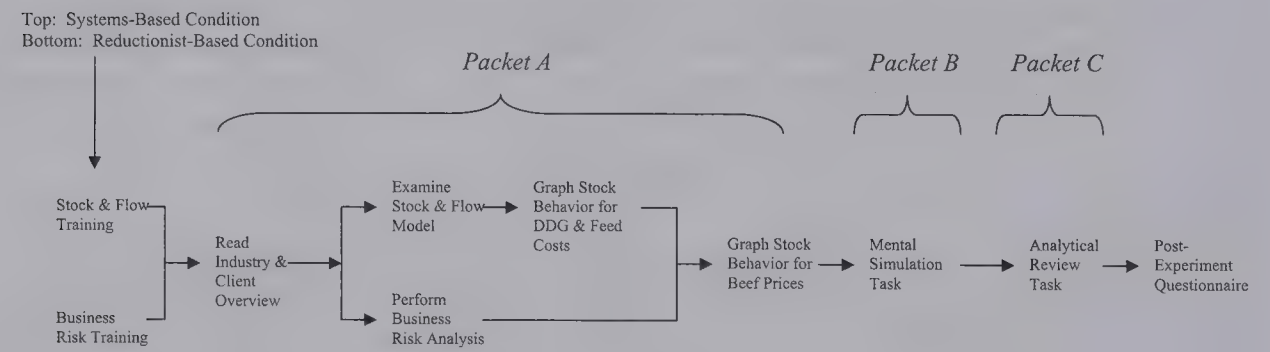 Top: Systems-Based Condition
Bottom: Reductionist-Based Condition
Packet A
Packet B
Packet C
Stock & Flow
Training
Business
Risk Training
Read
Industry &
Client
Overview
Examine
Stock & Flow
Model
Graph Stock
Behavior for
DDG & Feed
Costs
Perform
Business
Risk Analysis
Graph Stock
Behavior for
Beef Prices
Mental
Simulation
Task
Analytical
Review
Task
Post-
Experiment
Questionnaire